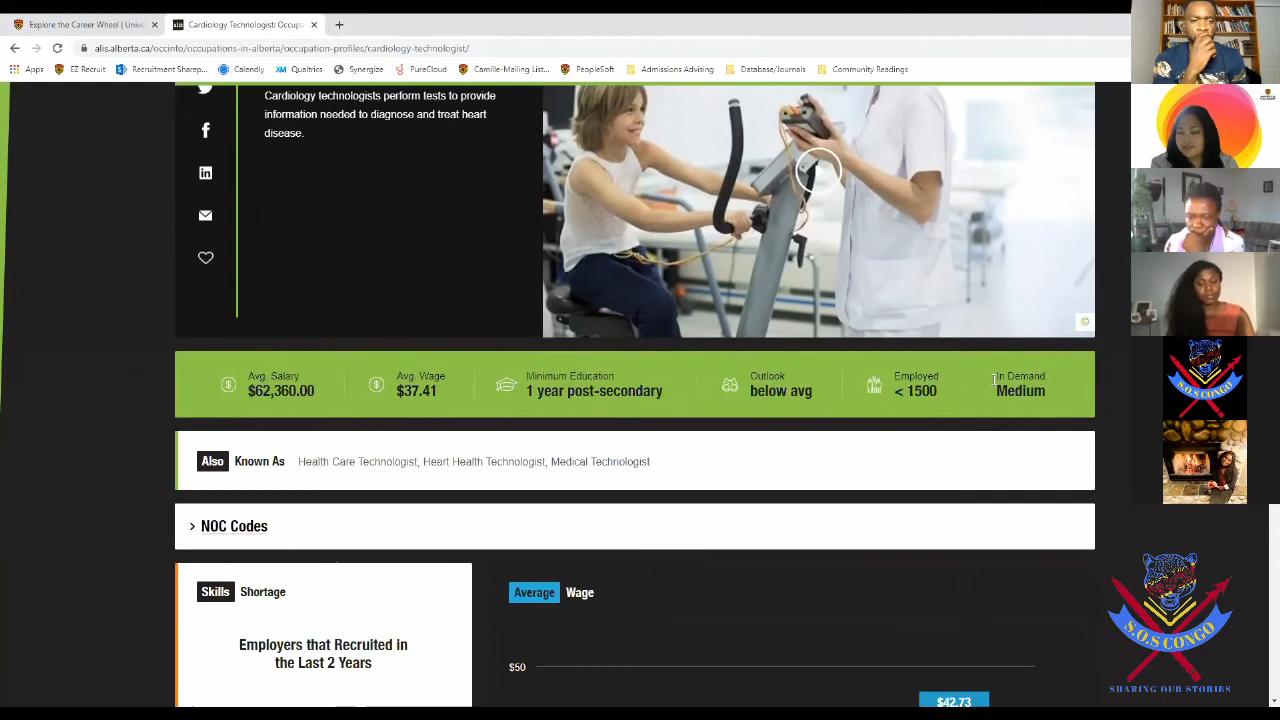 Explore the Career Wheel | Unive
Cardiology Technologist: Occupa
alis.alberta.ca/occinfo/occupations-in-alberta/occupation-profiles/cardiology-technologist/
Apps
EZ Recruit
Recruitment Sharep...
Calendly
XM Qualtrics
Synergize
PureCloud
Camille-Mailing List...
PeopleSoft
Admissions Advising
Database/Journals
Community Readings
Cardiology technologists perform tests to provide
information needed to diagnose and treat heart
disease.
Avg. Salary
$62,360.00
Avg. Wage
$37.41
Minimum Education
1 year post-secondary
Outlook
below avg
Employed
< 1500
In Demand
Medium
Also Known As Health Care Technologist, Heart Health Technologist, Medical Technologist
> NOC Codes
Skills Shortage
Employers that Recruited in
the Last 2 Years
Average Wage
$50
$42.73
S.O.S CONGO
S.O.S CONGO
SHARING OUR STORIES